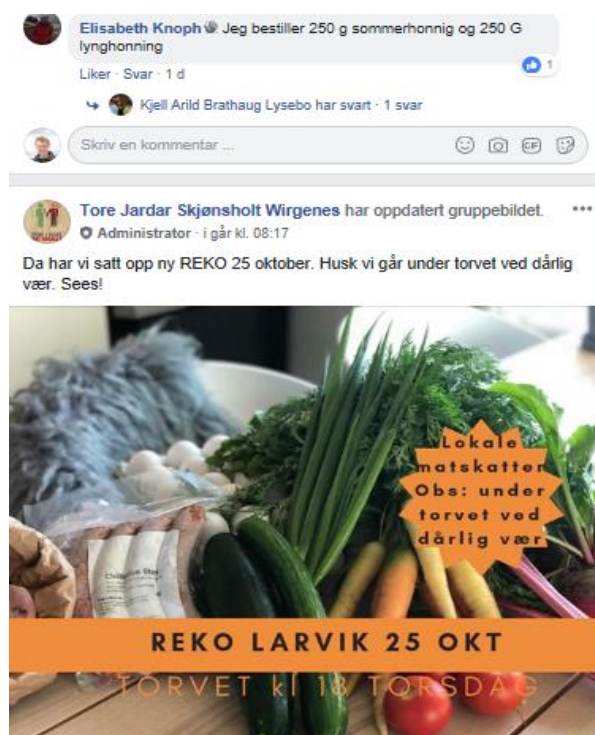 Elisabeth Knoph Jeg bestiller 250 g sommerhonnig og 250 G
lynghonning
Liker · Svar · 1 d
1
Kjell Arild Brathaug Lysebo har svart · 1 svar
Skriv en kommentar ...
GIF
Tore Jardar Skjønsholt Wirgenes har oppdatert gruppebildet.
Administrator · i går kl. 08:17
Da har vi satt opp ny REKO 25 oktober. Husk vi går under torvet ved dårlig
vær. Sees!
Lokale
matskatter
Obs: under
torvet ved
dårlig vær
REKO LARVIK 25 OKT
TORVET kl 18 TORSDAG